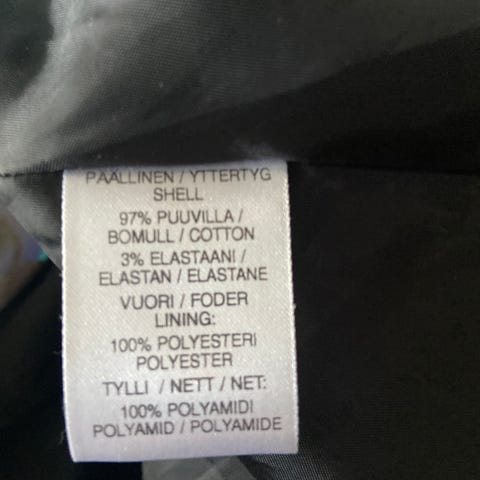 PÄÄLLINEN / YTTERTYG
SHELL
97% PUUVILLA /
BOMULL / COTTON
3% ELASTAANI /
ELASTAN / ELASTANE
VUORI / FODER
LINING:
100% POLYESTERI
POLYESTER
TYLLI / NETT / NET:
100% POLYAMIDI
POLYAMID / POLYAMIDE